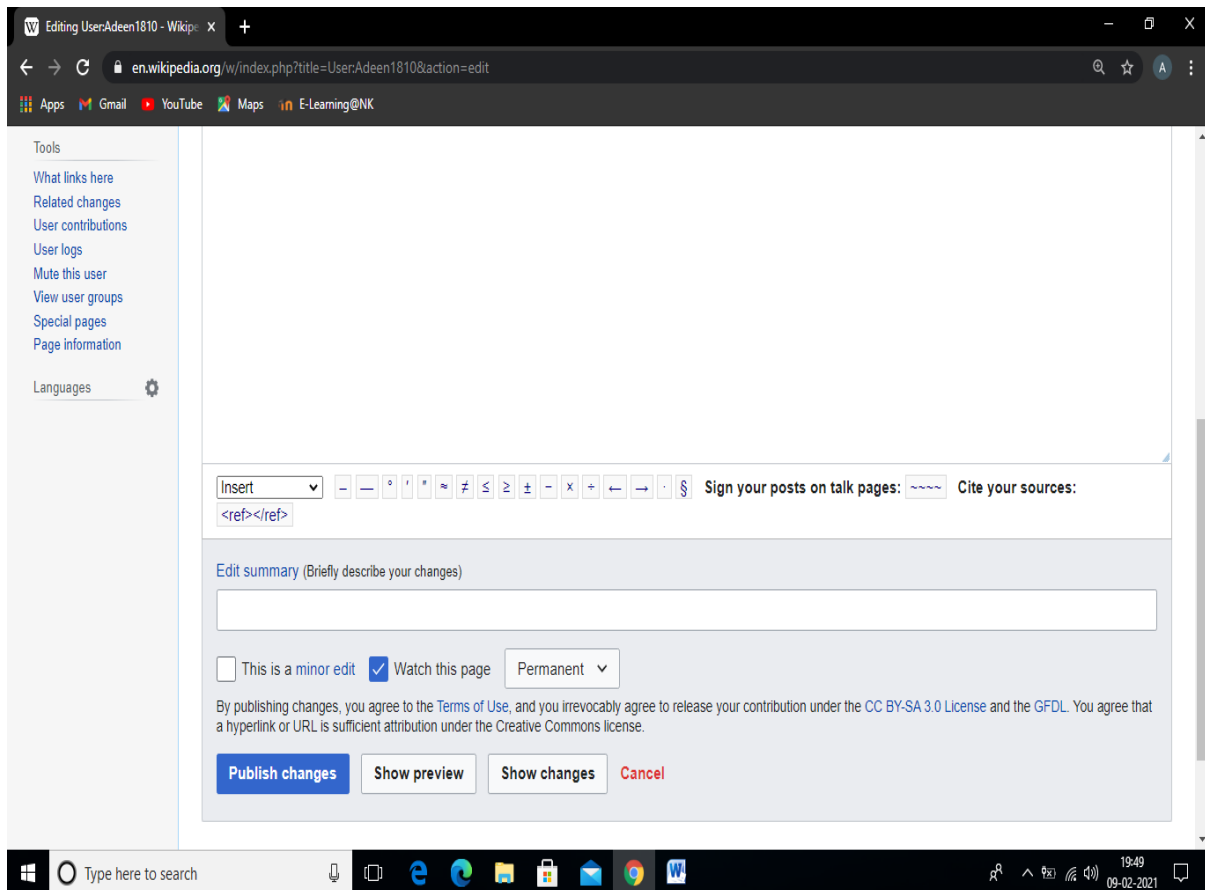 Editing User:Adeen1810 - Wikipe
en.wikipedia.org/w/index.php?title=User:Adeen1810&action=edit
A
Apps Gmail YouTube Maps E-Learning@NK
Tools
What links here
Related changes
User contributions
User logs
Mute this user
View user groups
Special pages
Page information
Languages
Insert – — ° ′ ″ ≈ ≠ ≤ ≥ ± − × ÷ ← → · § Sign your posts on talk pages: ~~~~ Cite your sources:
<ref></ref>
Edit summary (Briefly describe your changes)
This is a minor edit Watch this page Permanent
By publishing changes, you agree to the Terms of Use, and you irrevocably agree to release your contribution under the CC BY-SA 3.0 License and the GFDL. You agree that
a hyperlink or URL is sufficient attribution under the Creative Commons license.
Publish changes Show preview Show changes Cancel
Type here to search
19:49
09-02-2021